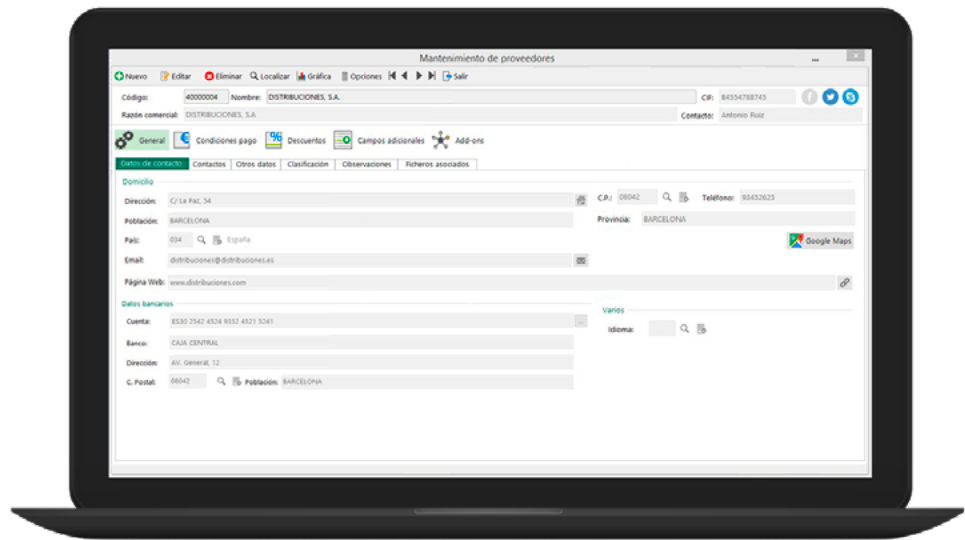 Mantenimiento de proveedores
Nuevo Editar Eliminar Localizar Gráfica Opciones Salir
Código: 40000004 Nombre: DISTRIBUCIONES, S.A. CIF: B4554788745
Razón comercial: DISTRIBUCIONES, S.A Contacto: Antonio Ruiz
General Condiciones pago Descuentos Campos adicionales Add-ons
Datos de contacto Contactos Otros datos Clasificación Observaciones Ficheros asociados
Domicilio
Dirección: C/ La Paz, 54 C.P.: 08042 Teléfono: 93452625
Población: BARCELONA Provincia: BARCELONA
País: 034 España Google Maps
Email: distribuciones@distribuciones.es
Página Web: www.distribuciones.com
Datos bancarios Varios
Cuenta: ES30 2542 4524 9552 4521 5241 ...
Idioma:
Banco: CAJA CENTRAL
Dirección: AV. General, 12
C. Postal: 08042 Población: BARCELONA